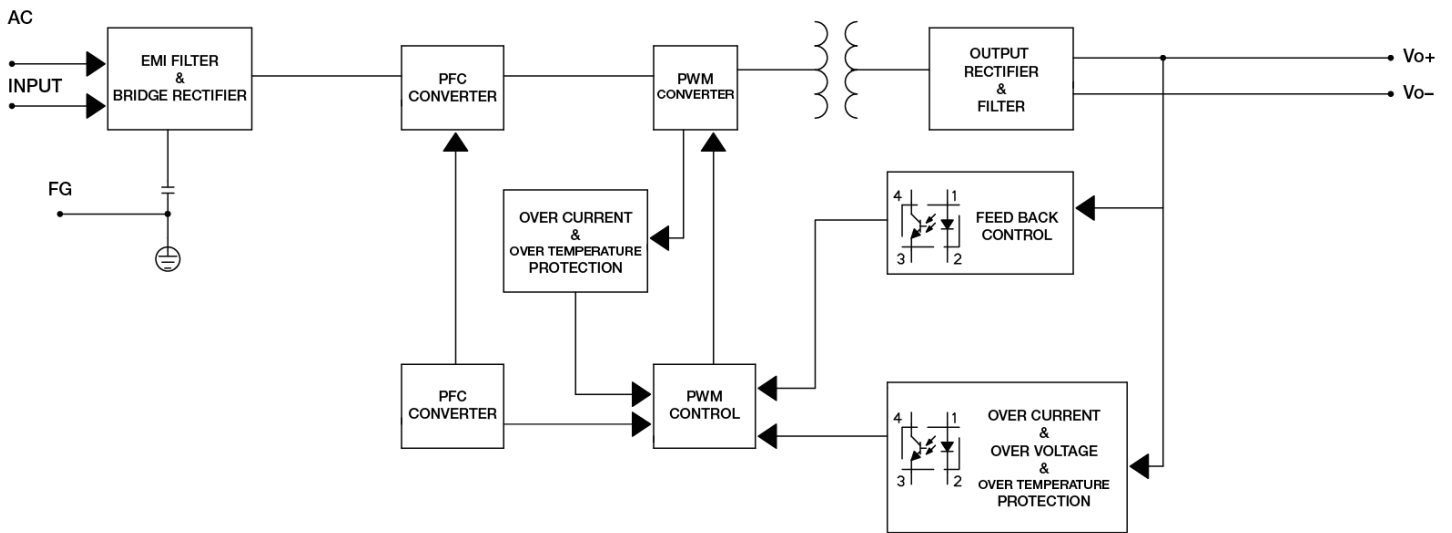 AC
INPUT
EMI FILTER
&
BRIDGE RECTIFIER
PFC
CONVERTER
PWM
CONVERTER
OUTPUT
RECTIFIER
&
FILTER
Vo+
Vo–
FG
OVER CURRENT
&
OVER TEMPERATURE
PROTECTION
4 1
3 2
FEED BACK
CONTROL
PFC
CONVERTER
PWM
CONTROL
4 1
3 2
OVER CURRENT
&
OVER VOLTAGE
&
OVER TEMPERATURE
PROTECTION